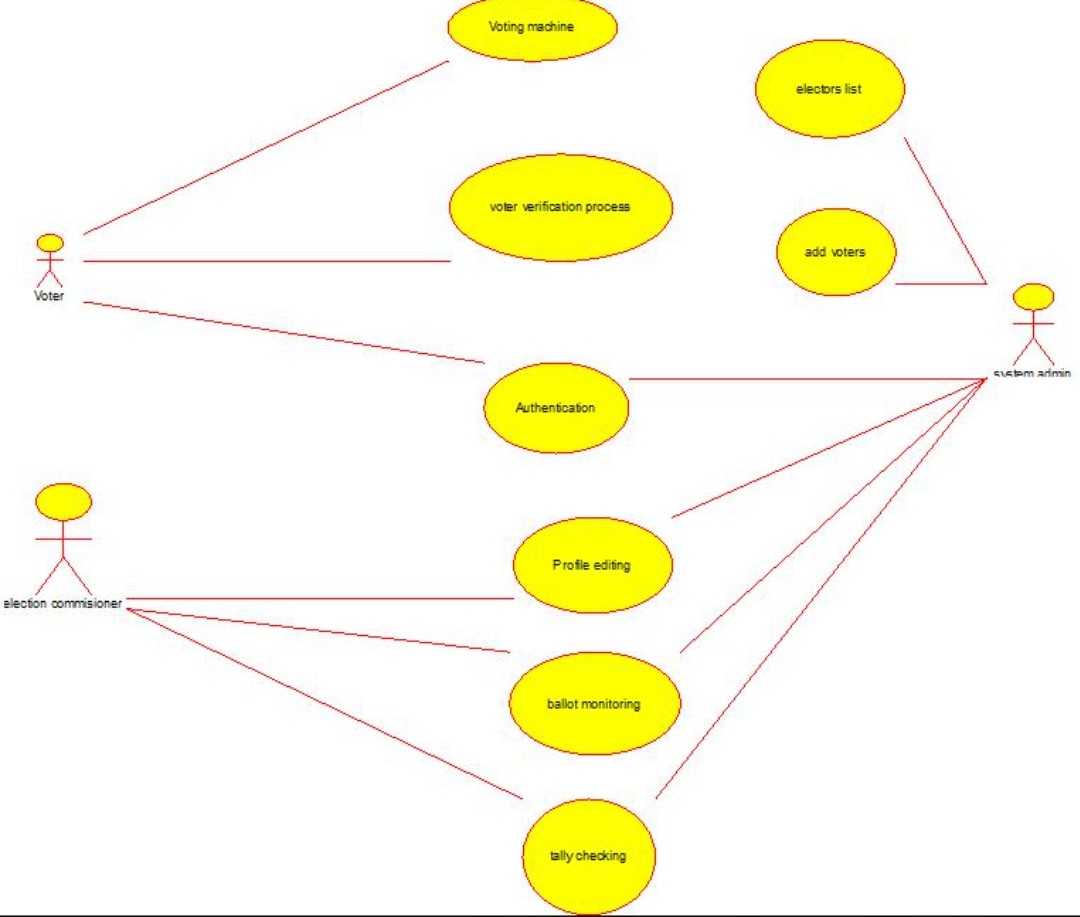 Voting machine
electors list
voter verification process
add voters
Voter
system admin
Authentication
Profile editing
election commisioner
ballot monitoring
tally checking